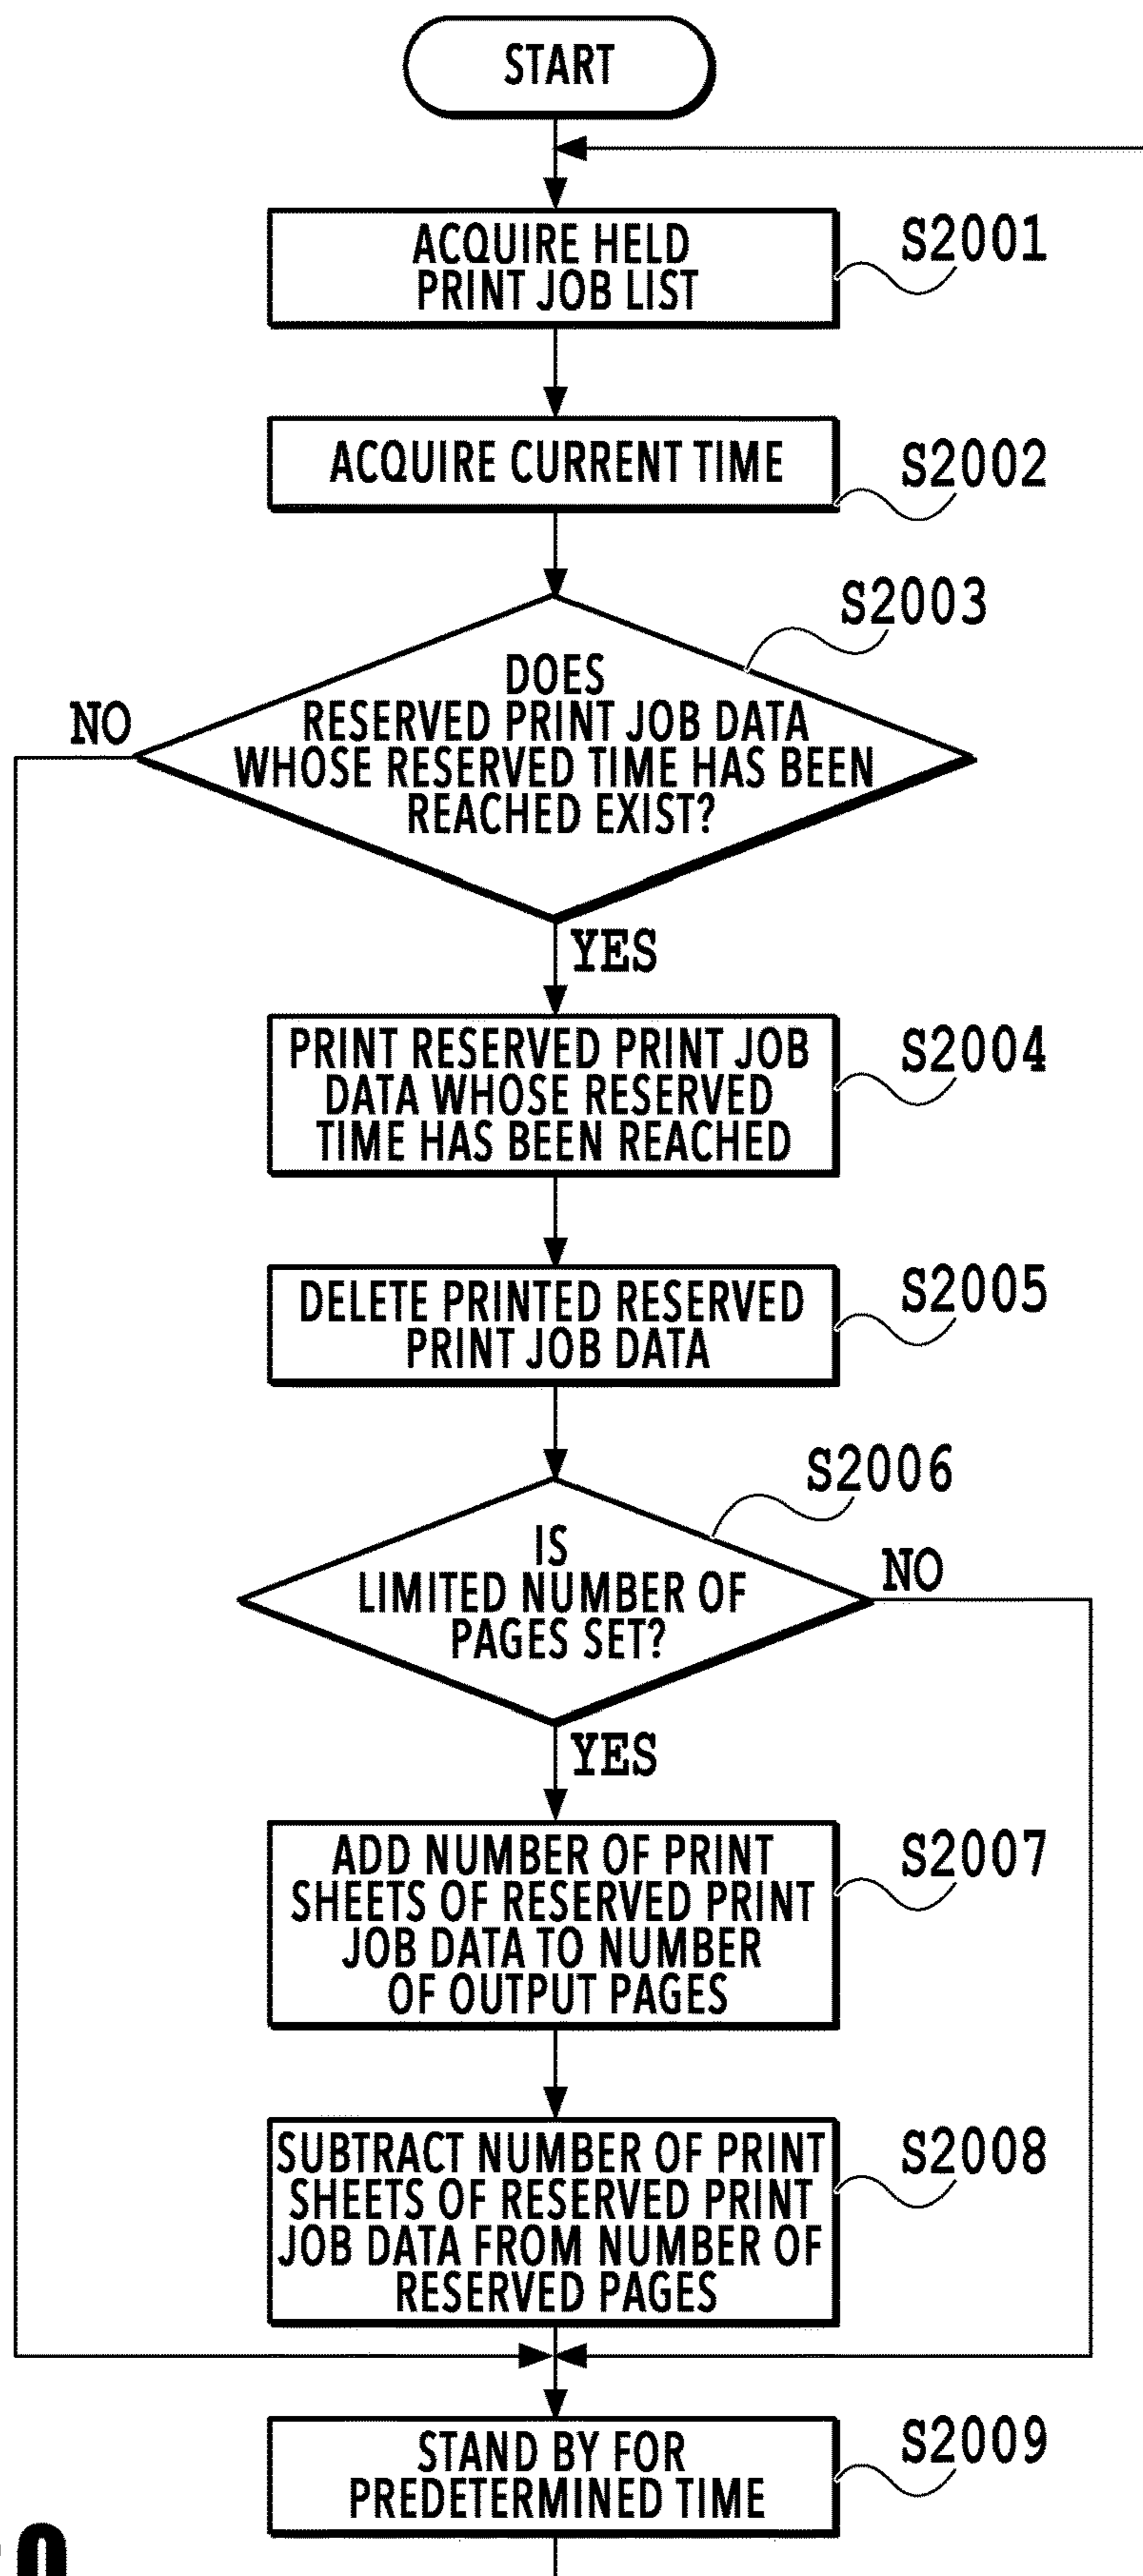 START
ACQUIRE HELD
PRINT JOB LIST
S2001
ACQUIRE CURRENT TIME
S2002
S2003
DOES
RESERVED PRINT JOB DATA
WHOSE RESERVED TIME HAS BEEN
REACHED EXIST?
NO
YES
PRINT RESERVED PRINT JOB
DATA WHOSE RESERVED
TIME HAS BEEN REACHED
S2004
DELETE PRINTED RESERVED
PRINT JOB DATA
S2005
S2006
IS
LIMITED NUMBER OF
PAGES SET?
NO
YES
ADD NUMBER OF PRINT
SHEETS OF RESERVED PRINT
JOB DATA TO NUMBER
OF OUTPUT PAGES
S2007
SUBTRACT NUMBER OF PRINT
SHEETS OF RESERVED PRINT
JOB DATA FROM NUMBER OF
RESERVED PAGES
S2008
STAND BY FOR
PREDETERMINED TIME
S2009